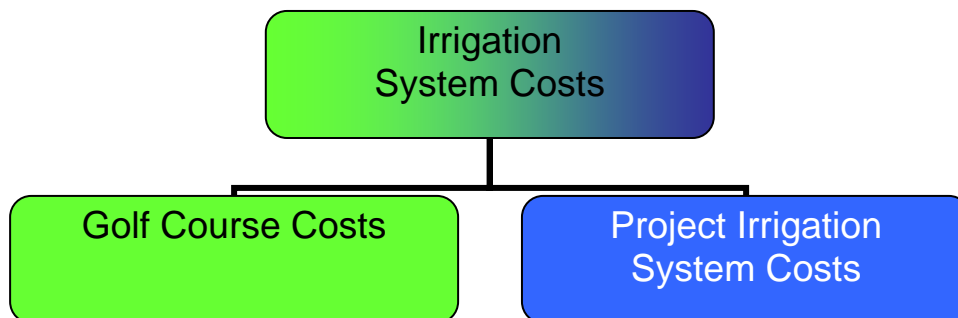 Irrigation
System Costs
Golf Course Costs
Project Irrigation
System Costs